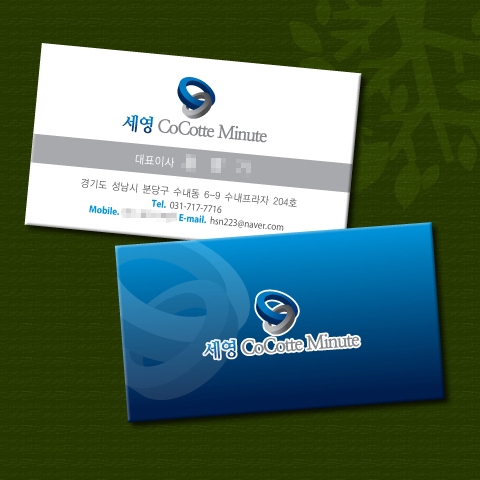 세영 CoCotte Minute
대표이사
경기도 성남시 분당구 수내동 6-9 수내프라자 204호
Tel. 031-717-7716
Mobile. E-mail. hsn223@naver.com
세영 CoCotte Minute